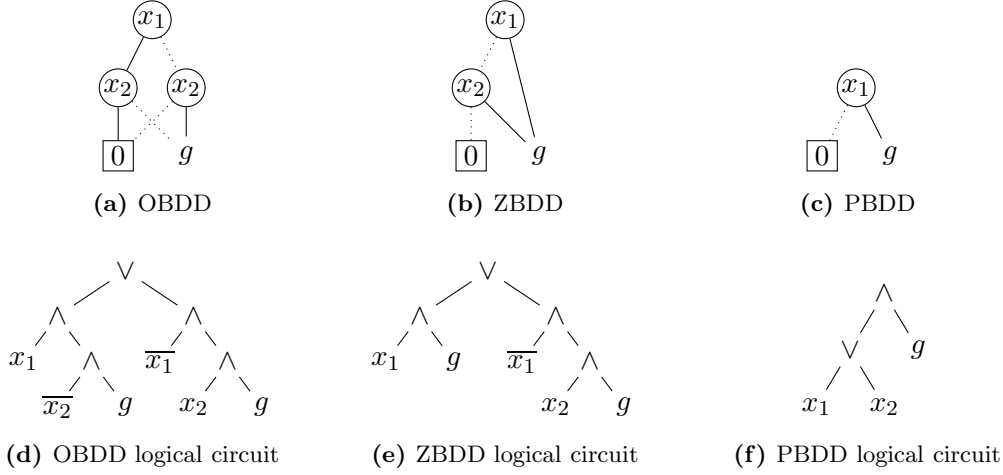 x₁ x₁
x₂ x₂ x₂ x₁
0 g 0 g 0 g
(a) OBDD (b) ZBDD (c) PBDD
∨ ∨
∧ ∧ ∧ ∧ ∧
x₁ ∧ x̅₁ ∧ x₁ g x̅₁ ∧ ∨ g
x̅₂ g x₂ g x₂ g x₁ x₂
(d) OBDD logical circuit (e) ZBDD logical circuit (f) PBDD logical circuit